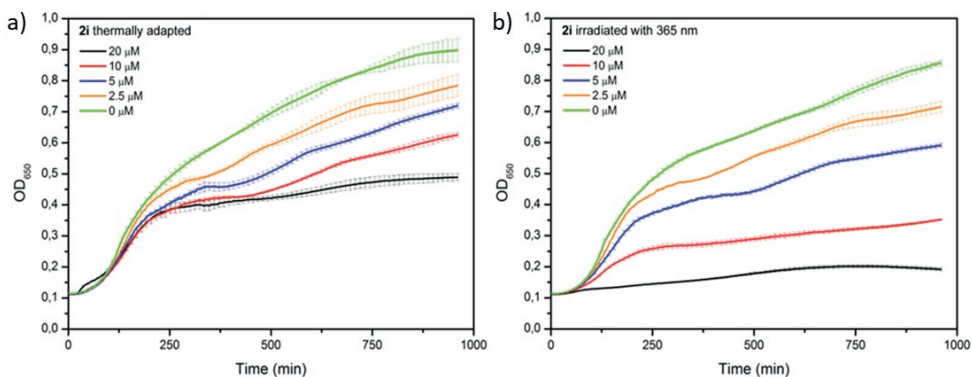 a)
2i thermally adapted
20 μM
10 μM
5 μM
2.5 μM
0 μM
OD650
1,0
0,9
0,8
0,7
0,6
0,5
0,4
0,3
0,2
0,1
0,0
0 250 500 750 1000
Time (min)
b)
2i irradiated with 365 nm
20 μM
10 μM
5 μM
2.5 μM
0 μM
OD650
1,0
0,9
0,8
0,7
0,6
0,5
0,4
0,3
0,2
0,1
0,0
0 250 500 750 1000
Time (min)